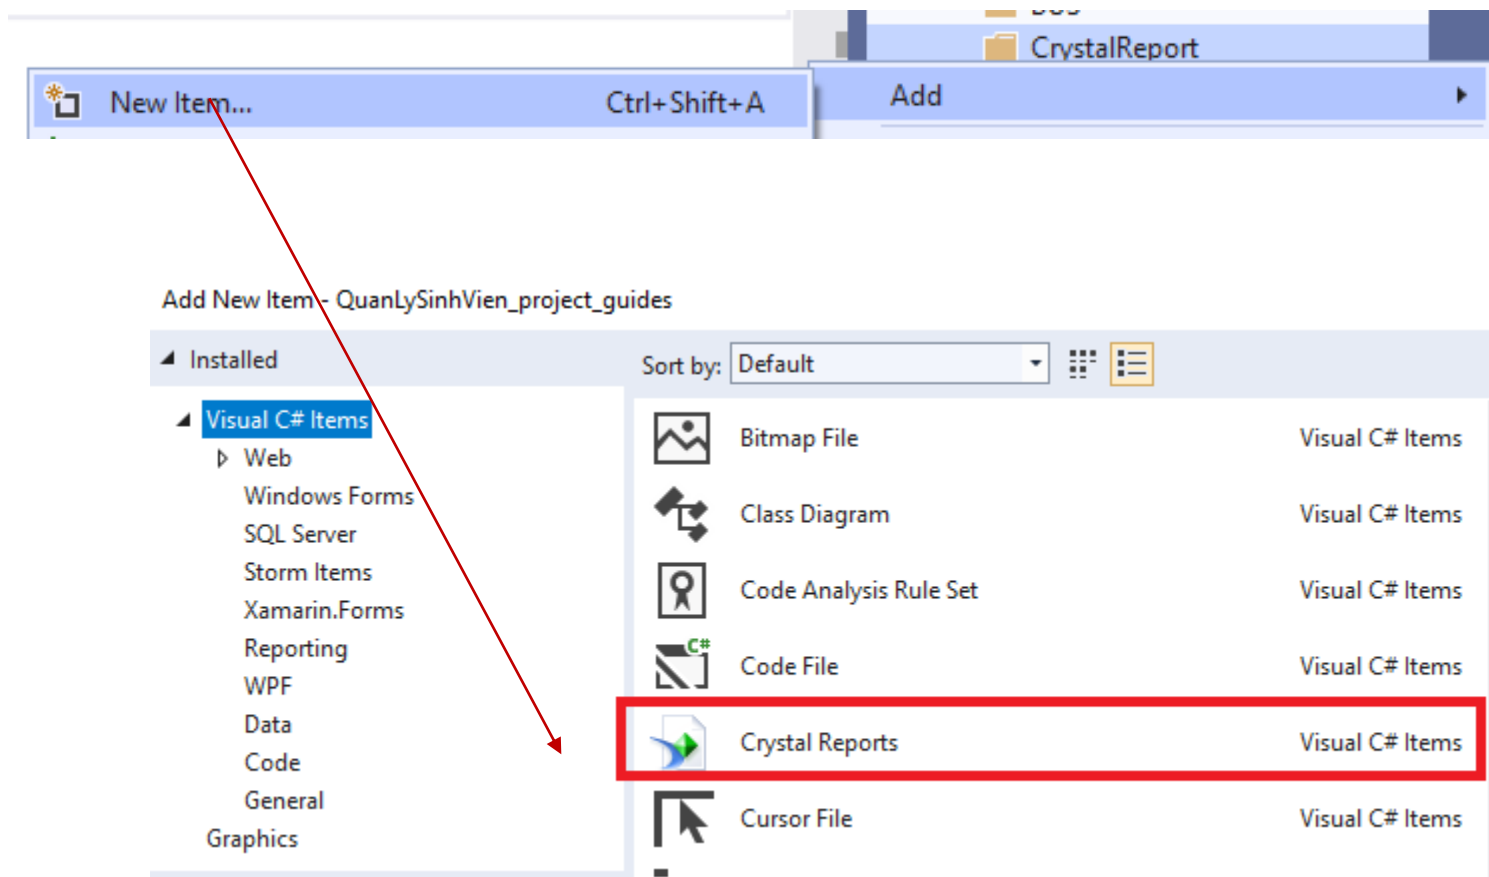 CrystalReport
New Item... Ctrl+Shift+A
Add
Add New Item - QuanLySinhVien_project_guides
Installed
Sort by: Default
Visual C# Items
Web
Windows Forms
SQL Server
Storm Items
Xamarin.Forms
Reporting
WPF
Data
Code
General
Graphics
Bitmap File Visual C# Items
Class Diagram Visual C# Items
Code Analysis Rule Set Visual C# Items
C#
Code File Visual C# Items
Crystal Reports Visual C# Items
Cursor File Visual C# Items